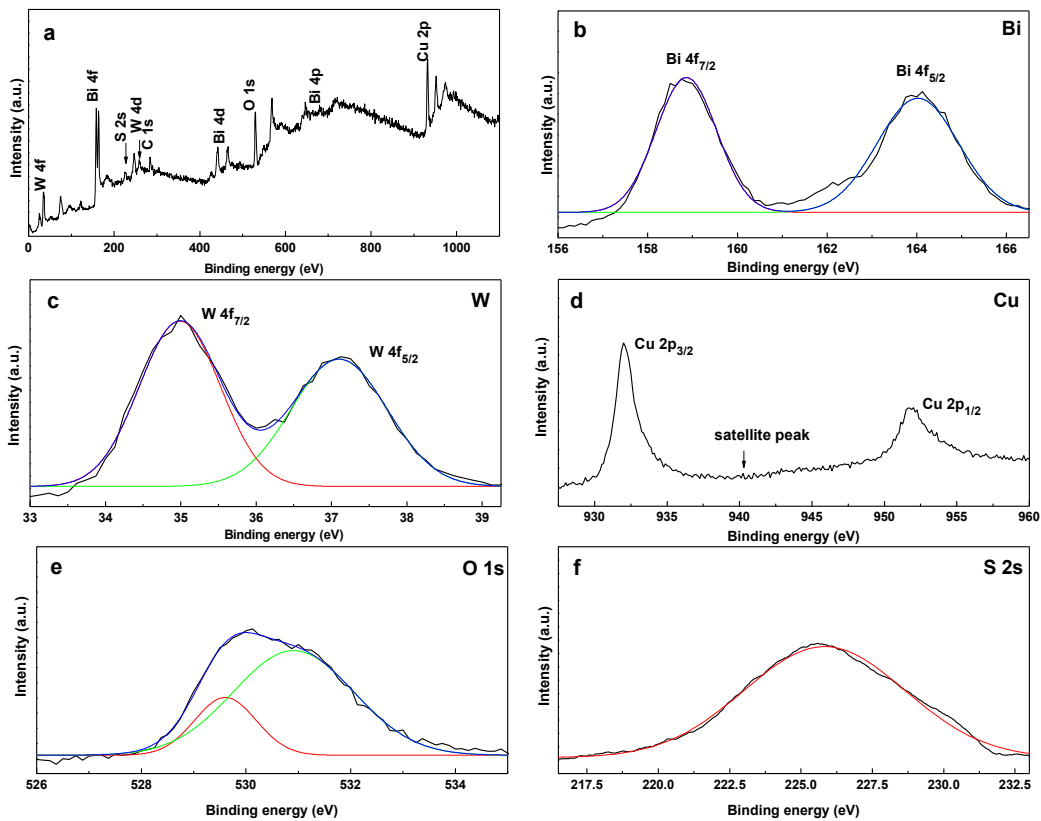 a
Intensity (a.u.)
W 4f
Bi 4f
S 2s
W 4d
C 1s
Bi 4d
O 1s
Bi 4p
Cu 2p
0 200 400 600 800 1000
Binding energy (eV)
b
Bi
Intensity (a.u.)
Bi 4f7/2
Bi 4f5/2
156 158 160 162 164 166
Binding energy (eV)
c
W
Intensity (a.u.)
W 4f7/2
W 4f5/2
33 34 35 36 37 38 39
Binding energy (eV)
d
Cu
Intensity (a.u.)
Cu 2p3/2
satellite peak
Cu 2p1/2
930 935 940 945 950 955 960
Binding energy (eV)
e
O 1s
Intensity (a.u.)
526 528 530 532 534
Binding energy (eV)
f
S 2s
Intensity (a.u.)
217.5 220.0 222.5 225.0 227.5 230.0 232.5
Binding energy (eV)